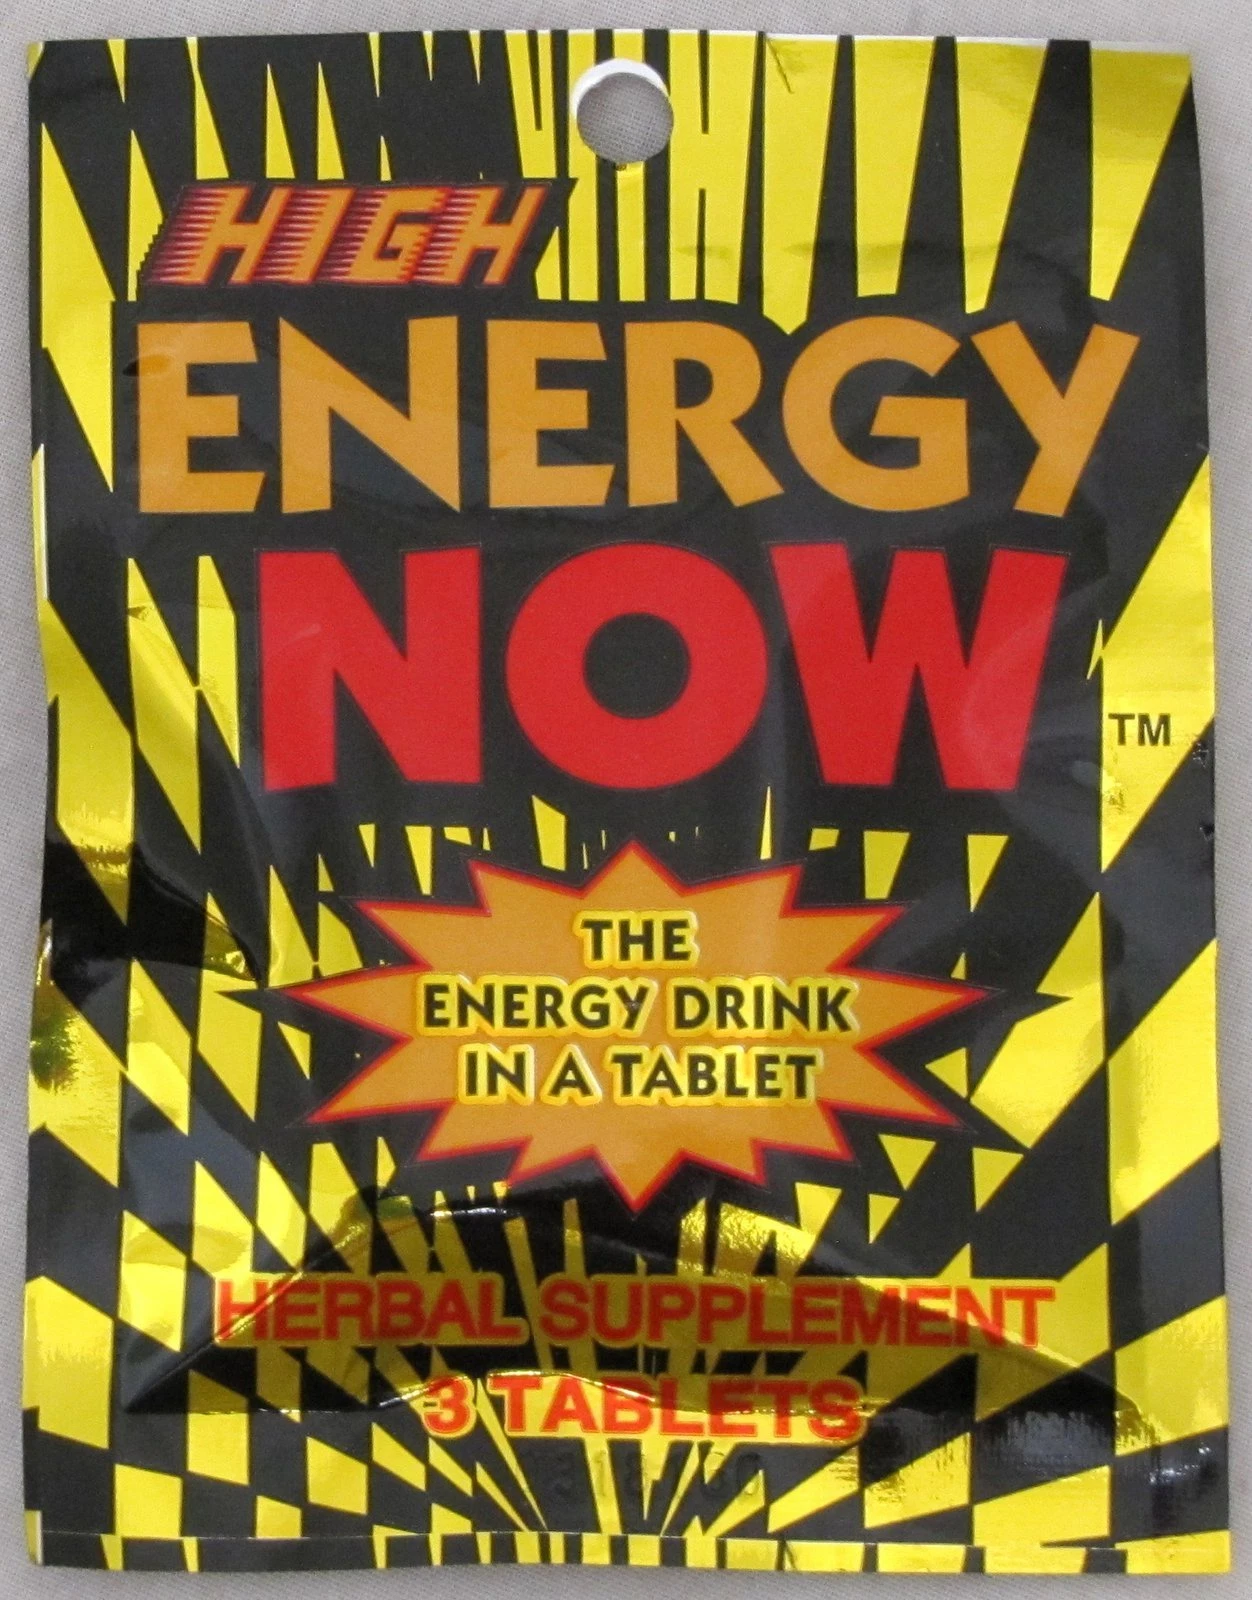 HIGH
ENERGY
NOW
TM
THE
ENERGY DRINK
IN A TABLET
HERBAL SUPPLEMENT
3 TABLETS